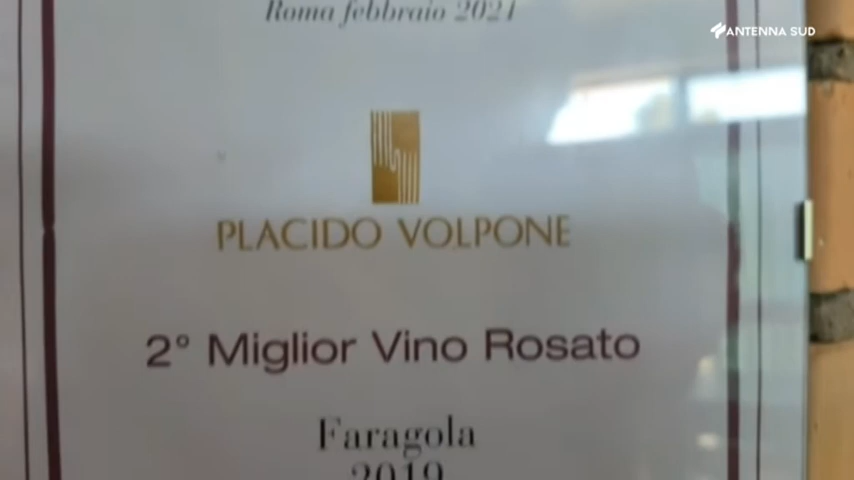 Roma febbraio 2021
ANTENNA SUD
PLACIDO VOLPONE
2° Miglior Vino Rosato
Faragola
2019